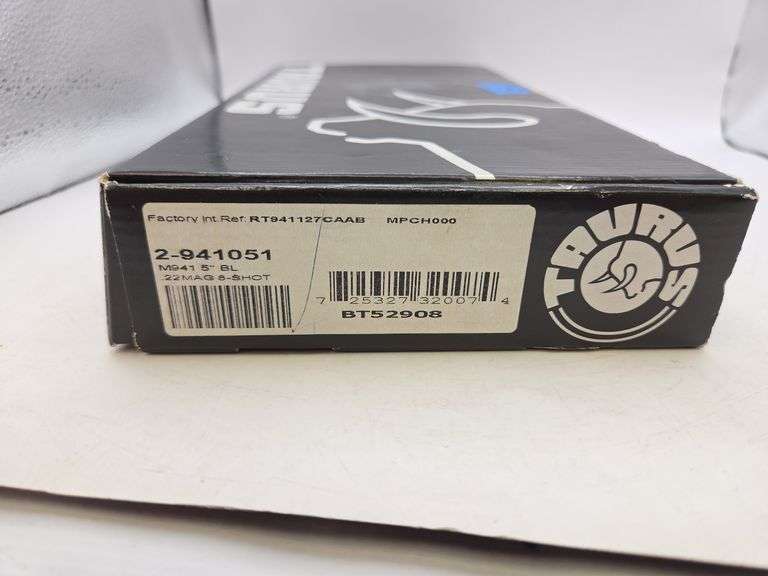 TAURUS
Factory Int.Ref: RT941127CAAB MPCH000
2-941051
M941 5" BL
.22MAG 8-SHOT
7 25327 32007 4
BT52908
TAURUS